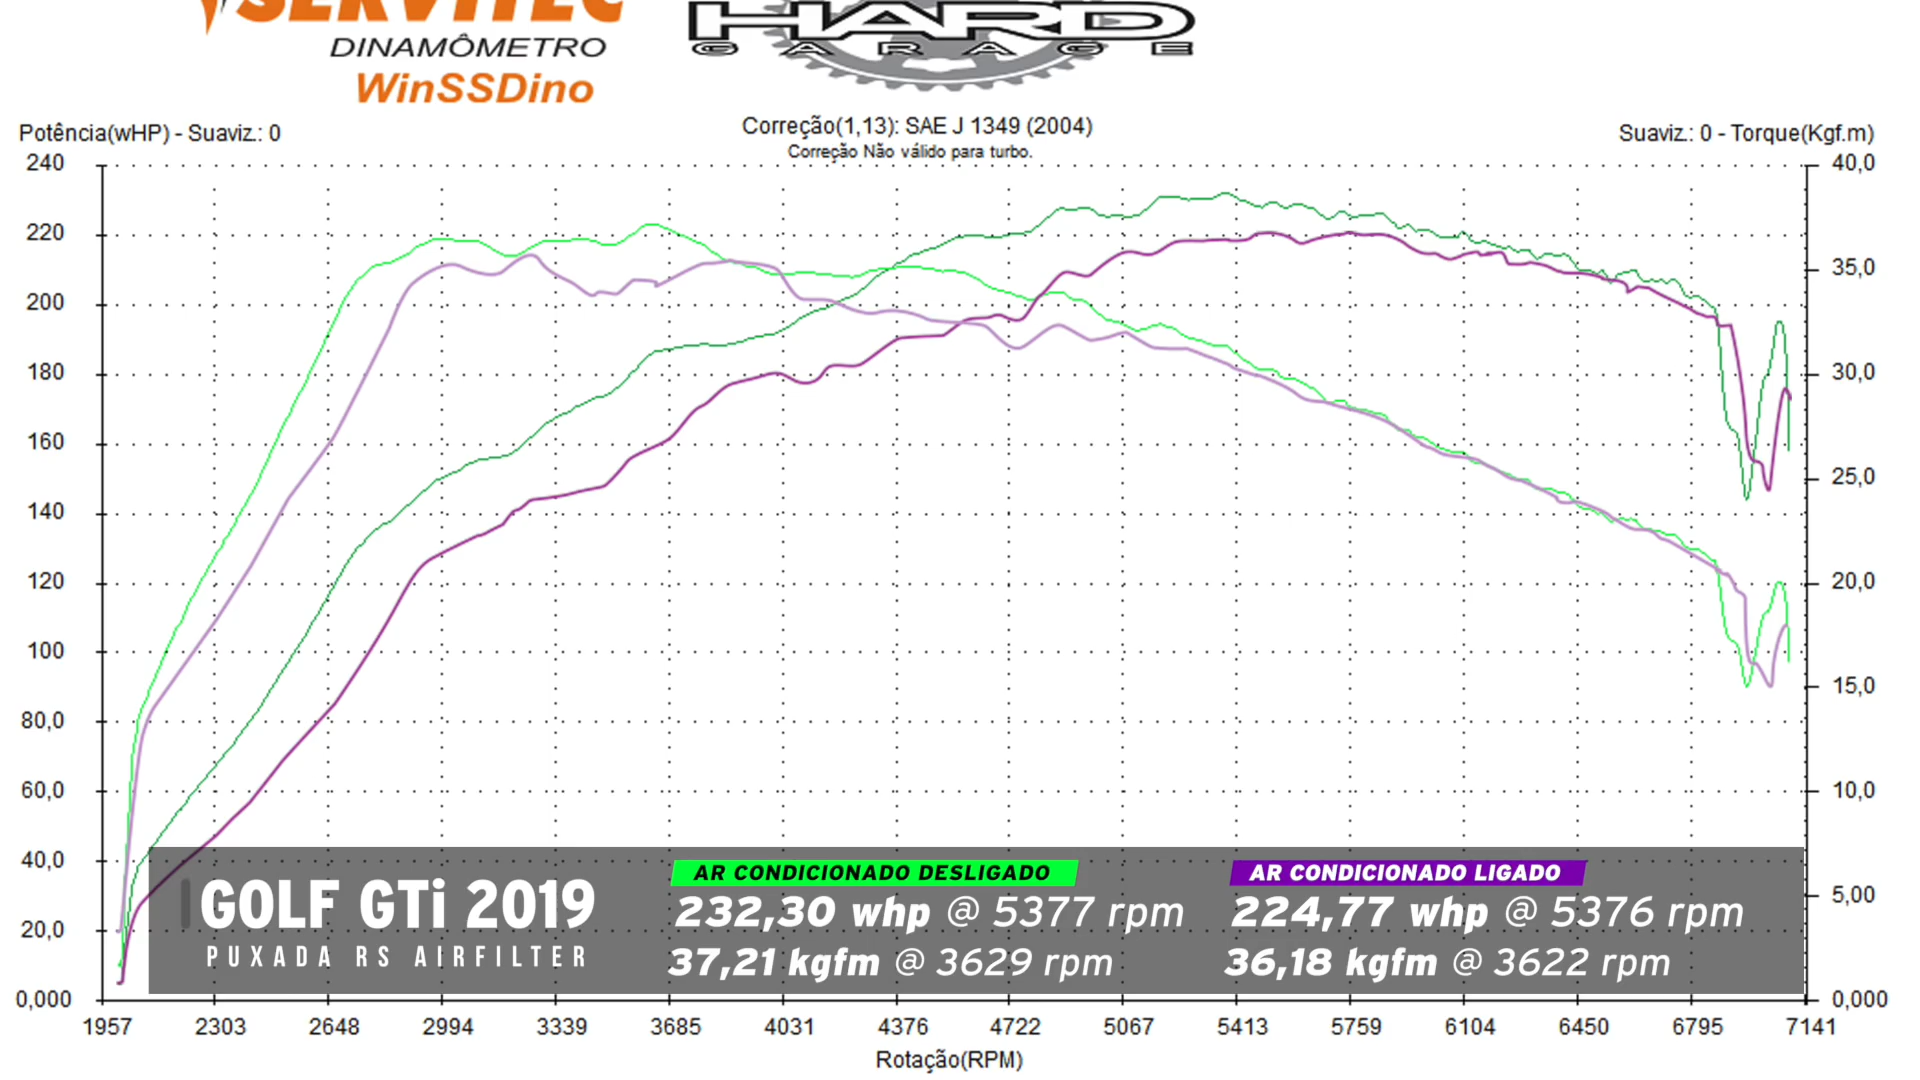 SERVITEC
DINAMÔMETRO
WinSSDino
HARD
GARAGE
Potência(wHP) - Suaviz.: 0
Correção(1,13): SAE J 1349 (2004)
Correção Não válido para turbo.
Suaviz.: 0 - Torque(Kgf.m)
240
220
200
180
160
140
120
100
80,0
60,0
40,0
20,0
0,000
40,0
35,0
30,0
25,0
20,0
15,0
10,0
5,00
0,000
GOLF GTi 2019
PUXADA RS AIRFILTER
AR CONDICIONADO DESLIGADO
232,30 whp @ 5377 rpm
37,21 kgfm @ 3629 rpm
AR CONDICIONADO LIGADO
224,77 whp @ 5376 rpm
36,18 kgfm @ 3622 rpm
1957 2303 2648 2994 3339 3685 4031 4376 4722 5067 5413 5759 6104 6450 6795 7141
Rotação(RPM)